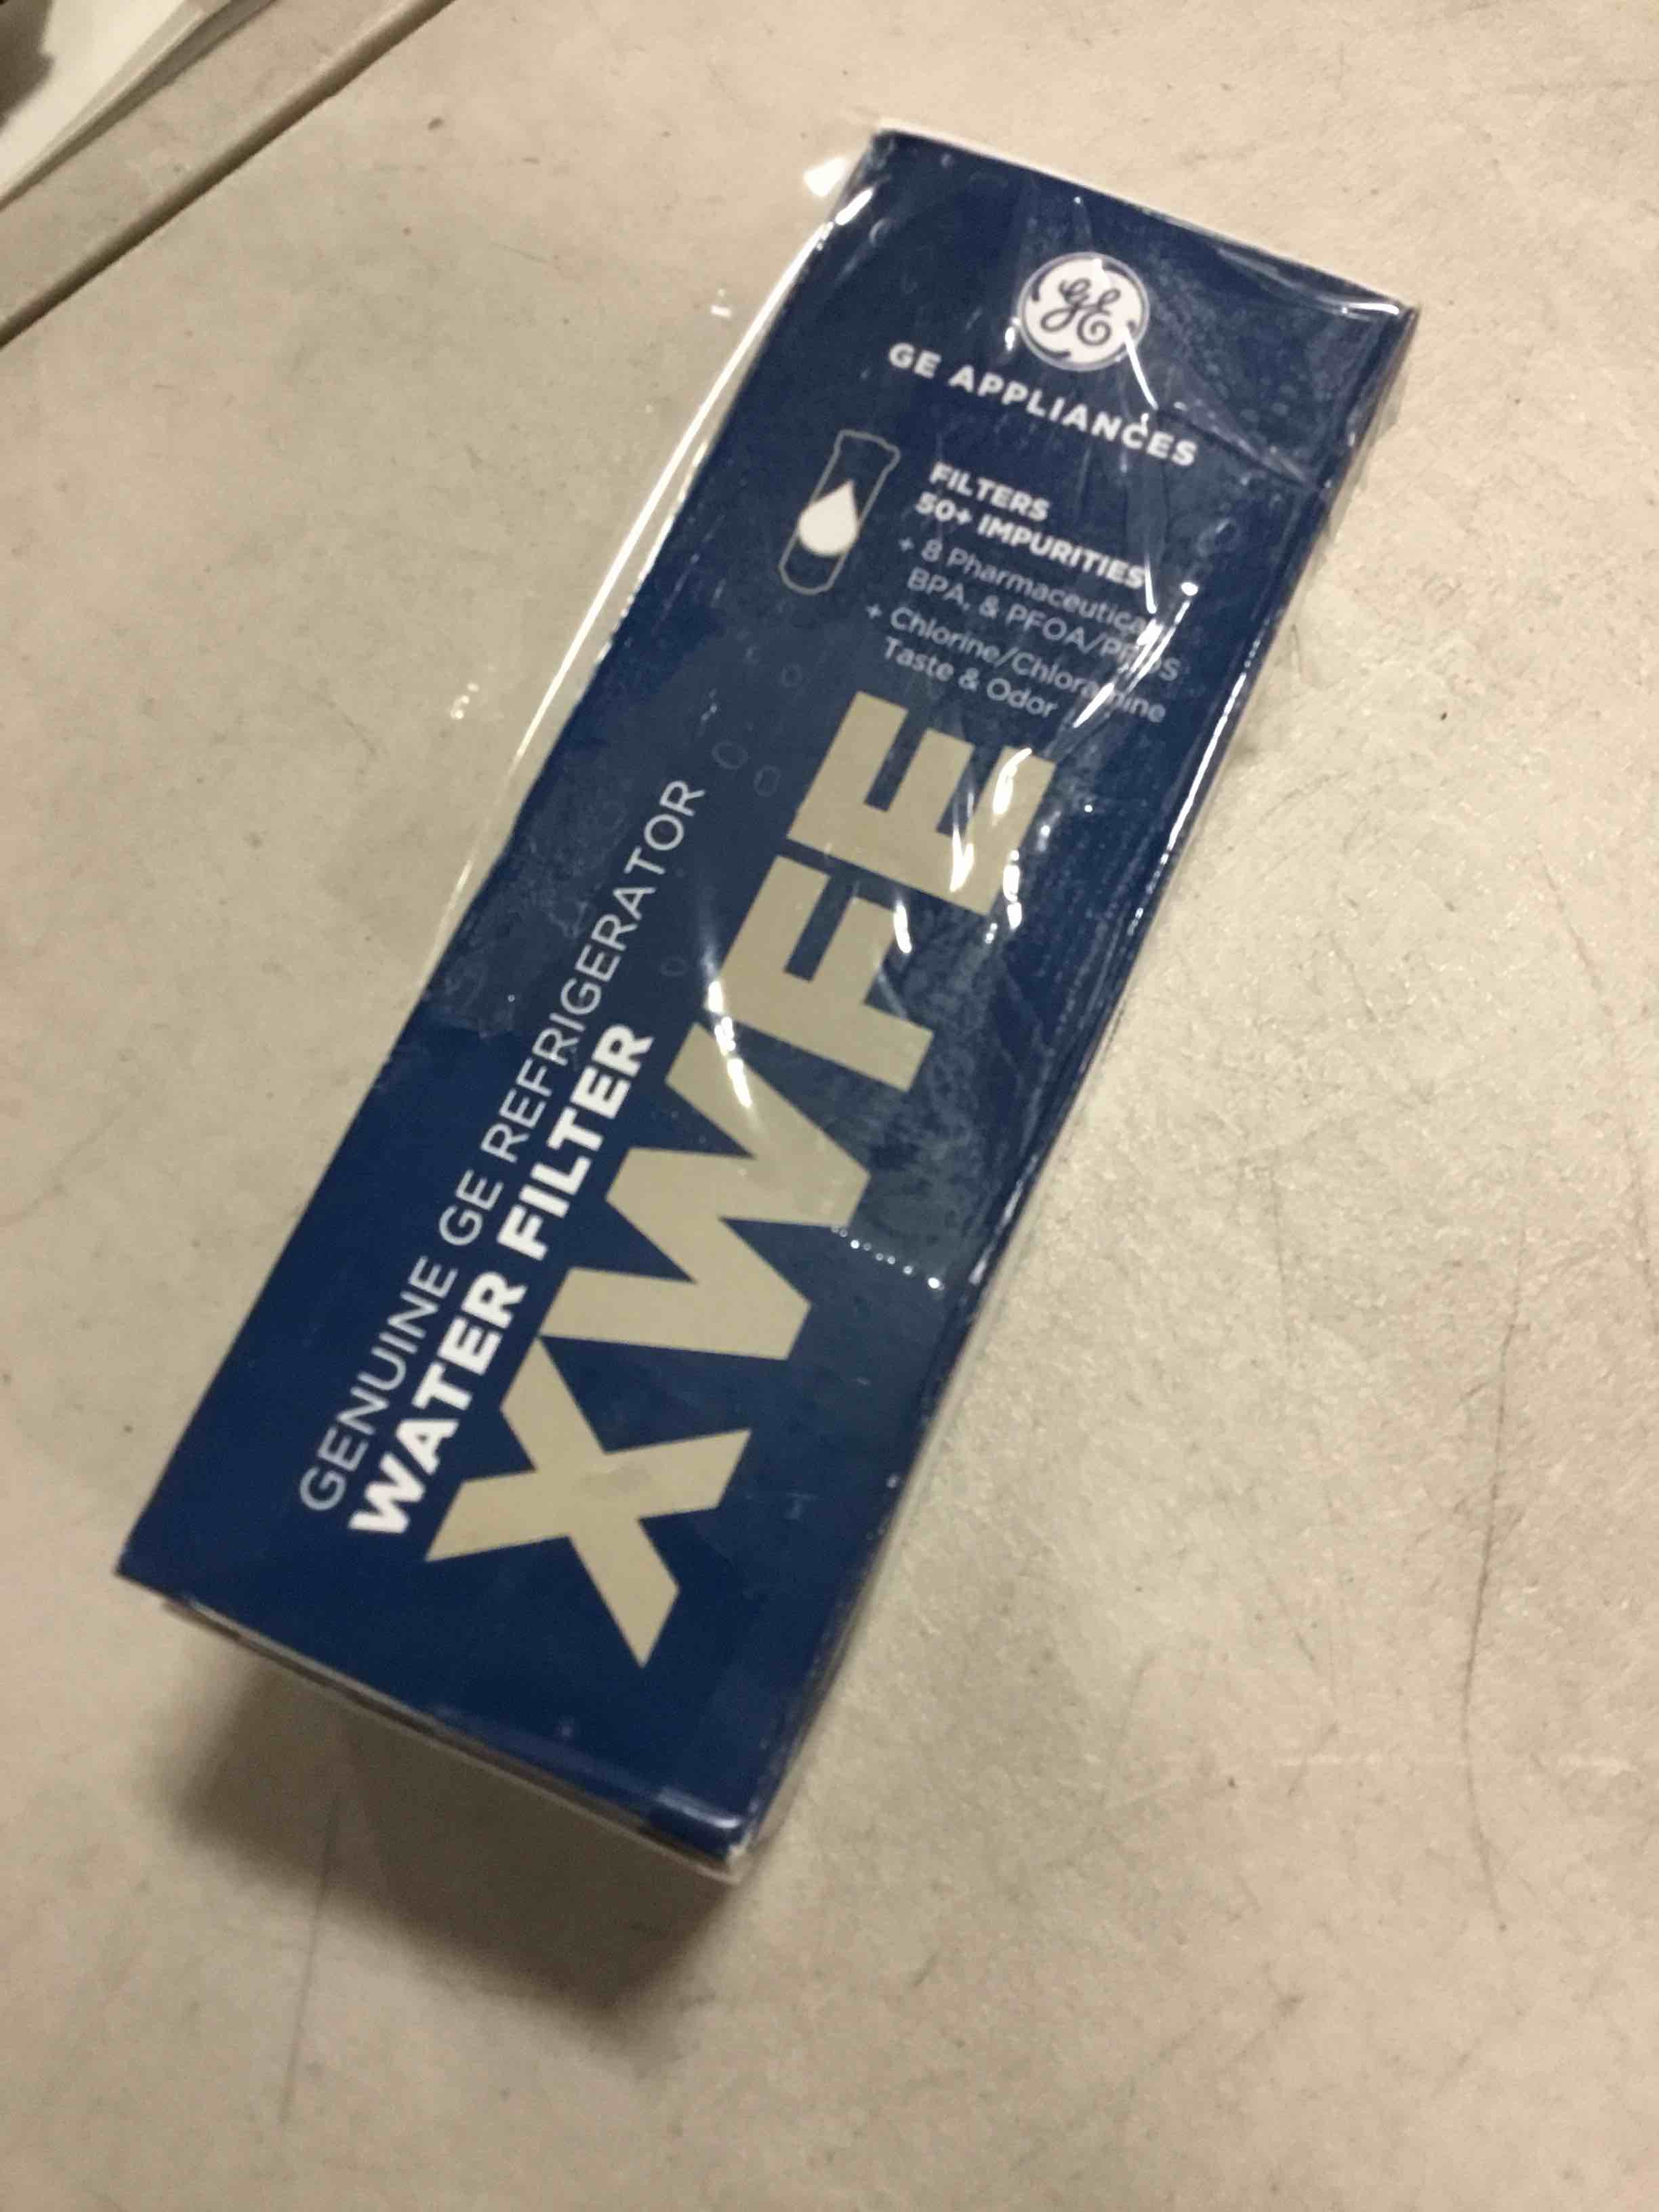 GE
GE APPLIANCES
FILTERS
50+ IMPURITIES
+ 8 Pharmaceuticals
BPA, & PFOA/PFOS
+ Chlorine/Chloramine
Taste & Odor
GENUINE GE REFRIGERATOR
WATER FILTER
XWFE